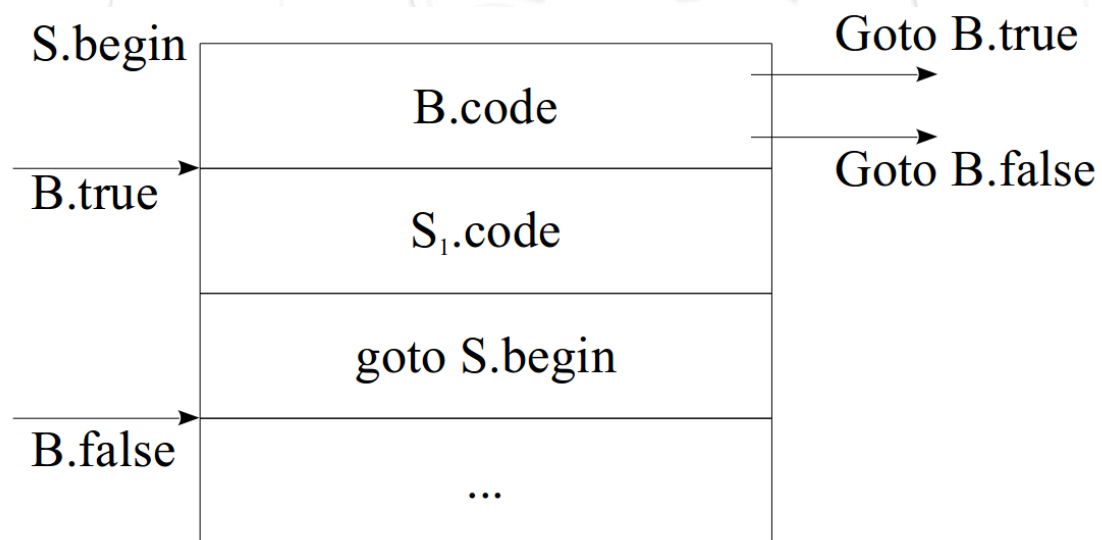 S.begin
Goto B.true
B.code
Goto B.false
B.true
S₁.code
goto S.begin
B.false
...